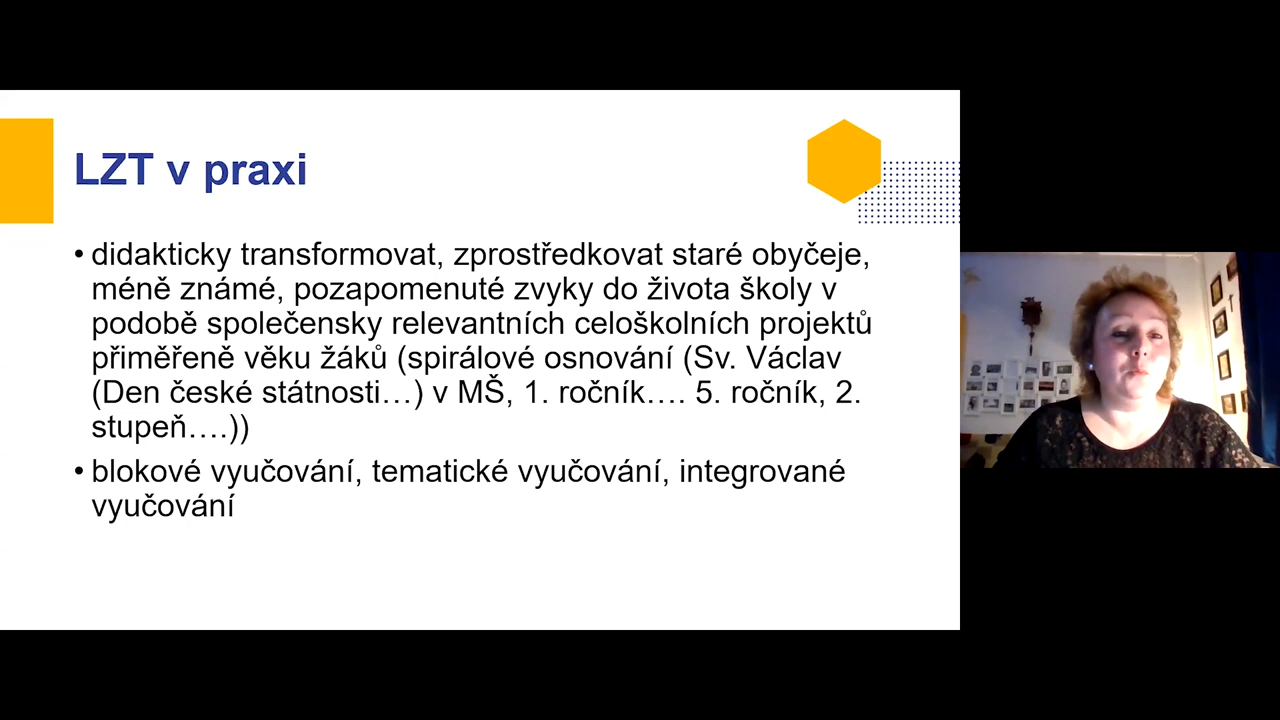 LZT v praxi
• didakticky transformovat, zprostředkovat staré obyčeje,
méně známé, pozapomenuté zvyky do života školy v
podobě společensky relevantních celoškolních projektů
přiměřeně věku žáků (spirálové osnování (Sv. Václav
(Den české státnosti…) v MŠ, 1. ročník…. 5. ročník, 2.
stupeň….))
• blokové vyučování, tematické vyučování, integrované
vyučování